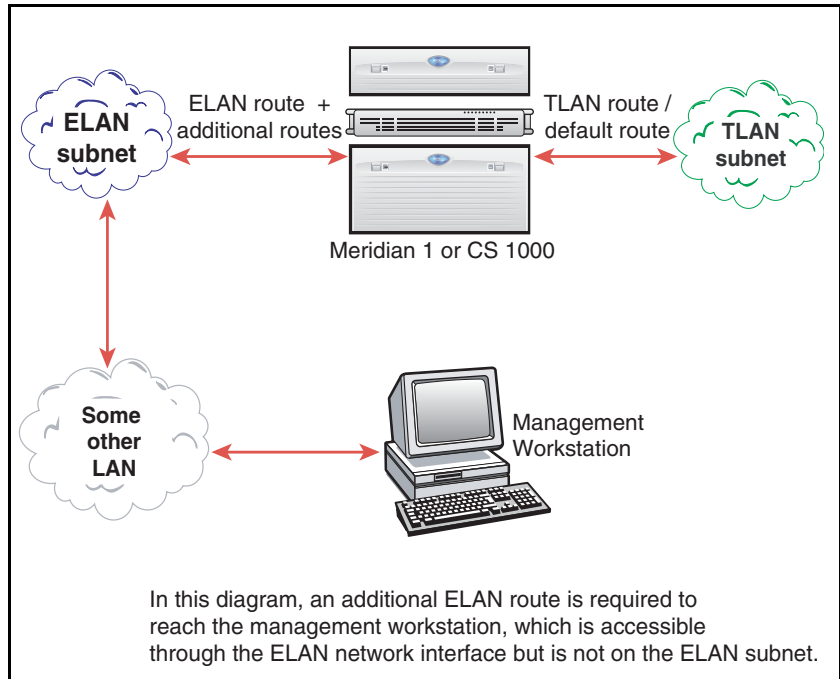 ELAN
subnet
ELAN route +
additional routes
TLAN route /
default route
TLAN
subnet
Meridian 1 or CS 1000
Some
other
LAN
Management
Workstation
In this diagram, an additional ELAN route is required to
reach the management workstation, which is accessible
through the ELAN network interface but is not on the ELAN subnet.